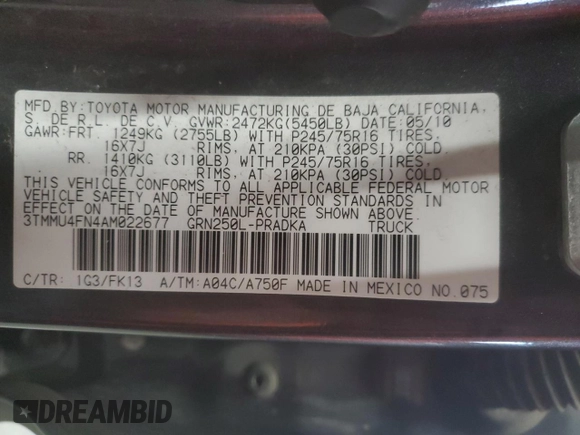 MFD.BY:TOYOTA MOTOR MANUFACTURING DE BAJA CALIFORNIA,
S. DE R.L. DE C.V. GVWR:2472KG(5450LB) DATE:05/10
GAWR:FRT. 1249KG (2755LB) WITH P245/75R16 TIRES,
16X7J RIMS, AT 210KPA (30PSI) COLD
RR. 1410KG (3110LB) WITH P245/75R16 TIRES,
16X7J RIMS, AT 210KPA (30PSI) COLD
THIS VEHICLE CONFORMS TO ALL APPLICABLE FEDERAL MOTOR
VEHICLE SAFETY AND THEFT PREVENTION STANDARDS IN
EFFECT ON THE DATE OF MANUFACTURE SHOWN ABOVE.
3TMMU4FN4AM022677 GRN250L-PRADKA TRUCK
C/TR: 1G3/FK13 A/TM:A04C/A750F MADE IN MEXICO NO.075
DREAMBID